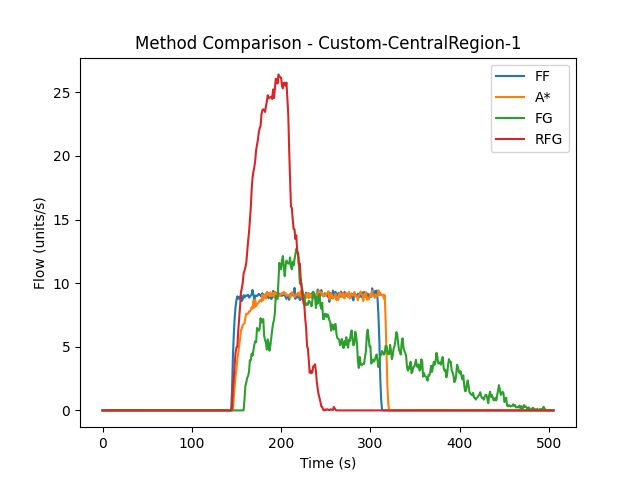 Method Comparison - Custom-CentralRegion-1
FF
A*
FG
RFG
Flow (units/s)
25
20
15
10
5
0
0 100 200 300 400 500
Time (s)